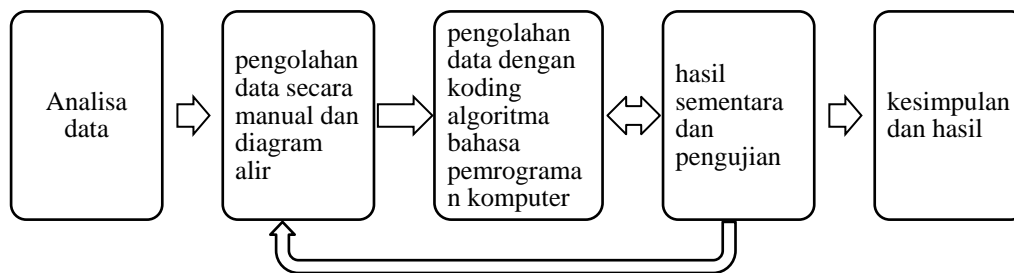 Analisa
data
pengolahan
data secara
manual dan
diagram
alir
pengolahan
data dengan
koding
algoritma
bahasa
pemrograma
n komputer
hasil
sementara
dan
pengujian
kesimpulan
dan hasil